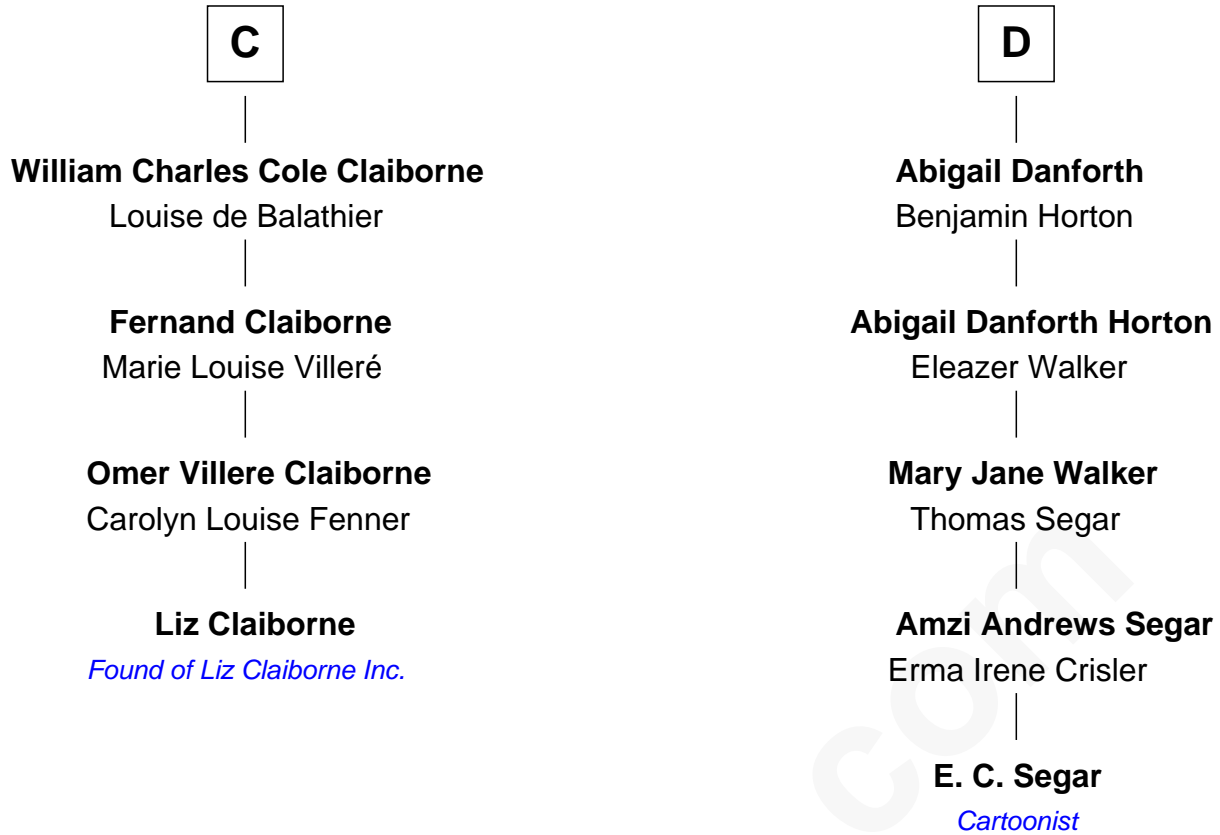 C
William Charles Cole Claiborne
Louise de Balathier
Fernand Claiborne
Marie Louise Villeré
Omer Villere Claiborne
Carolyn Louise Fenner
Liz Claiborne
Found of Liz Claiborne Inc.
D
Abigail Danforth
Benjamin Horton
Abigail Danforth Horton
Eleazer Walker
Mary Jane Walker
Thomas Segar
Amzi Andrews Segar
Erma Irene Crisler
E. C. Segar
Cartoonist
com